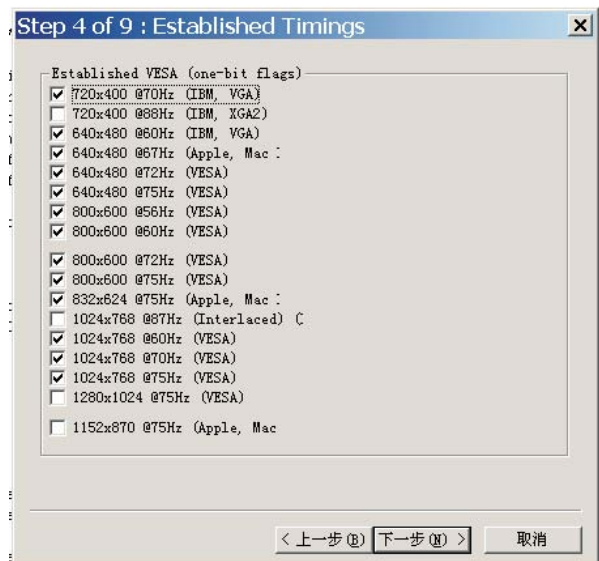 Step 4 of 9 : Established Timings
Established VESA (one-bit flags)
720x400 @70Hz (IBM, VGA)
720x400 @88Hz (IBM, XGA2)
640x480 @60Hz (IBM, VGA)
640x480 @67Hz (Apple, Mac
640x480 @72Hz (VESA)
640x480 @75Hz (VESA)
800x600 @56Hz (VESA)
800x600 @60Hz (VESA)
800x600 @72Hz (VESA)
800x600 @75Hz (VESA)
832x624 @75Hz (Apple, Mac
1024x768 @87Hz (Interlaced) (
1024x768 @60Hz (VESA)
1024x768 @70Hz (VESA)
1024x768 @75Hz (VESA)
1280x1024 @75Hz (VESA)
1152x870 @75Hz (Apple, Mac
< 上一步(B) 下一步(N) > 取消